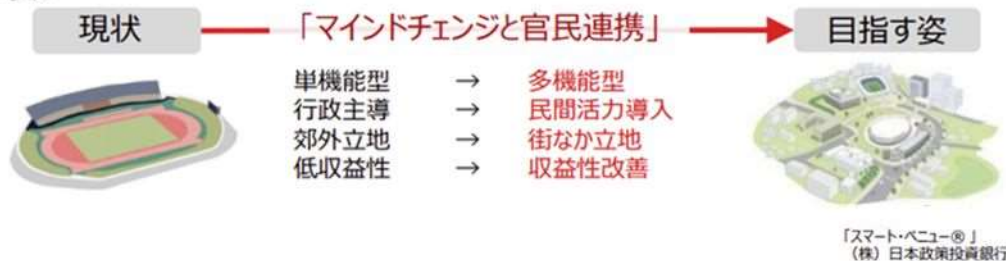 現状 「マインドチェンジと官民連携」 目指す姿
単機能型 → 多機能型
行政主導 → 民間活力導入
郊外立地 → 街なか立地
低収益性 → 収益性改善
「スマート・ベニュー®」
(株)日本政策投資銀行